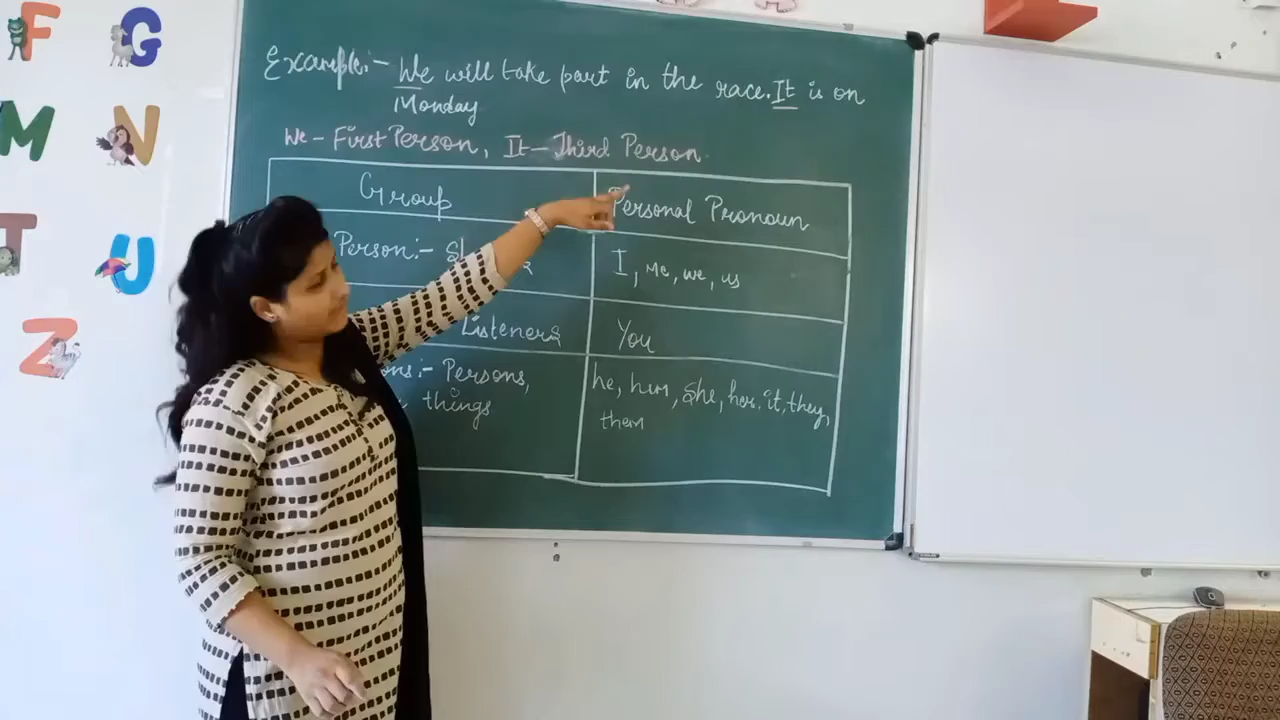 F G
M N
T U
Z
Example:- We will take part in the race. It is on
Monday
We - First Person, It - Third Person.
Group Personal Pronoun
Person:- I, Me, we, us
Listeners You
Persons, he, him, she, her, it, they,
things them